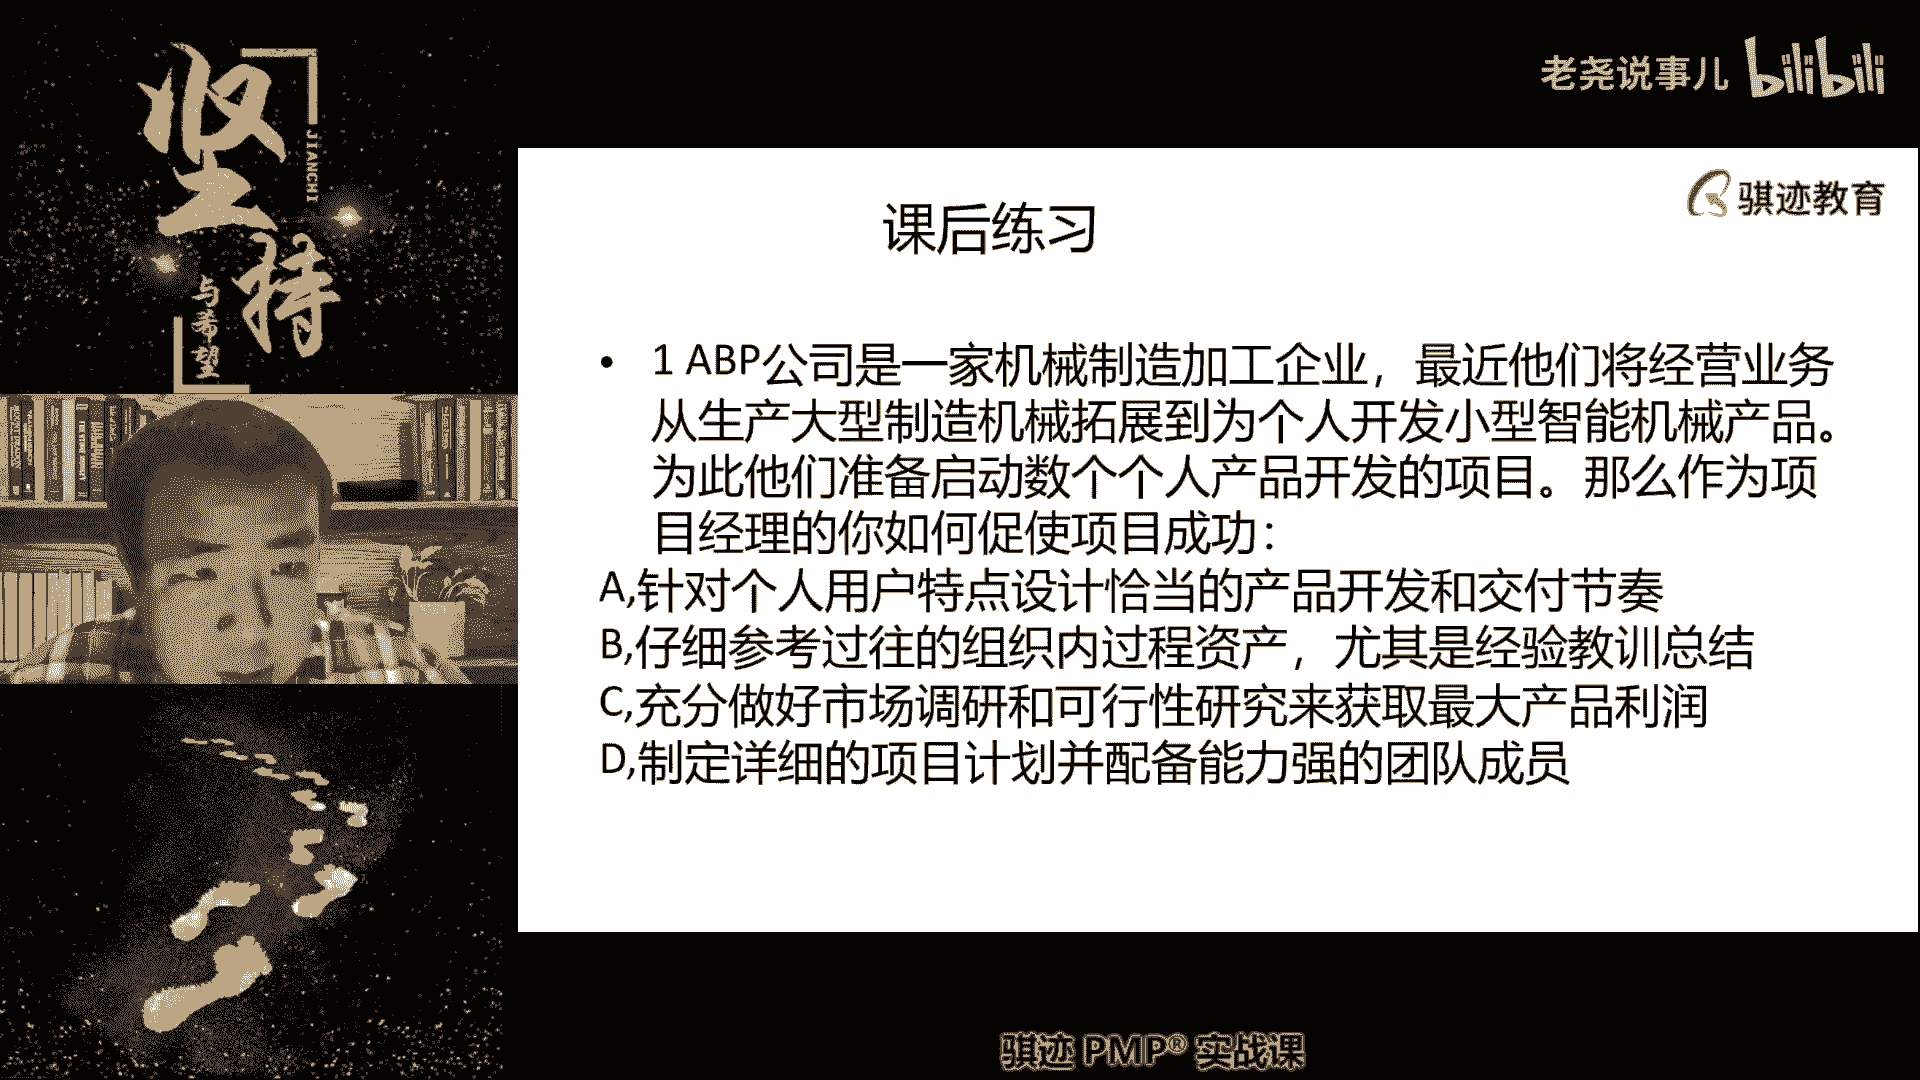 坚持
JIANCHI
与希望
老尧说事儿 bilibili
骐迹教育
课后练习
• 1 ABP公司是一家机械制造加工企业，最近他们将经营业务
从生产大型制造机械拓展到为个人开发小型智能机械产品。
为此他们准备启动数个个人产品开发的项目。那么作为项
目经理的你如何促使项目成功：
A,针对个人用户特点设计恰当的产品开发和交付节奏
B,仔细参考过往的组织内过程资产，尤其是经验教训总结
C,充分做好市场调研和可行性研究来获取最大产品利润
D,制定详细的项目计划并配备能力强的团队成员
骐迹 PMP® 实战课